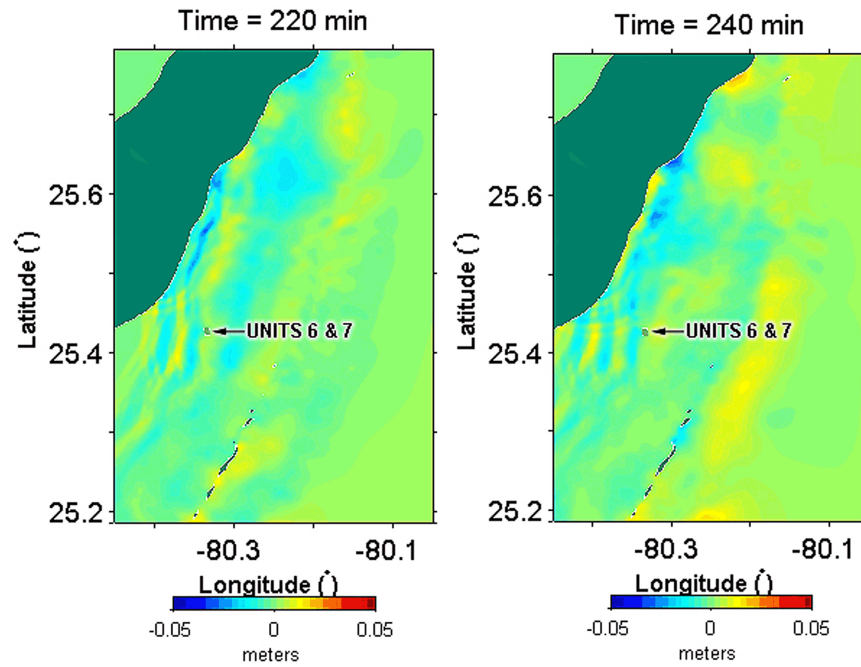 Time = 220 min
25.6
25.4
25.2
Latitude (°)
UNITS 6 & 7
-80.3
-80.1
Longitude (°)
-0.05
0
0.05
meters
Time = 240 min
25.6
25.4
25.2
Latitude (°)
UNITS 6 & 7
-80.3
-80.1
Longitude (°)
-0.05
0
0.05
meters